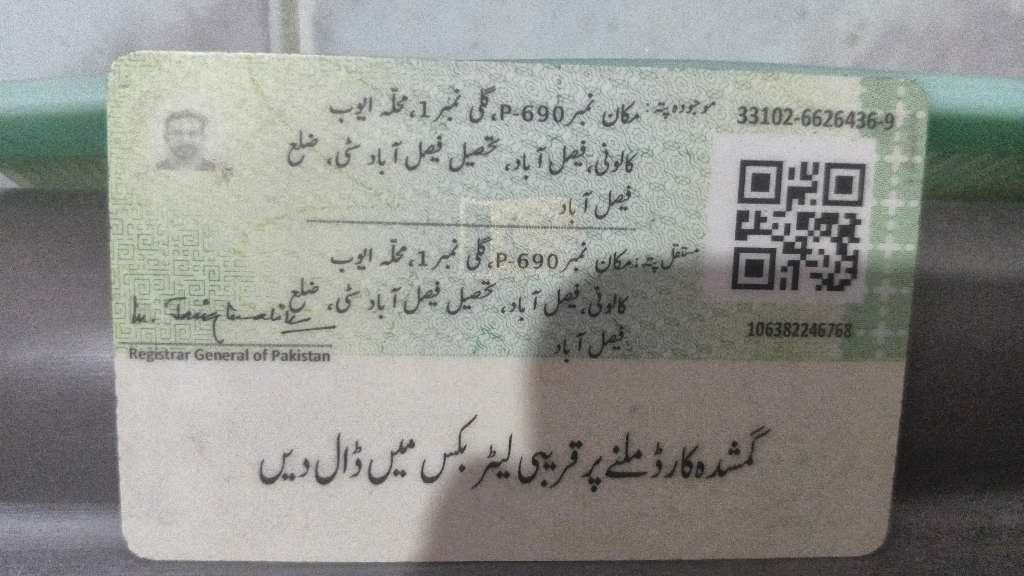 33102-6626436-9
موجودہ پتہ: مکان نمبر P-690، گلی نمبر 1، محلّہ ایوب
کالونی، فیصل آباد، تحصیل فیصل آباد سٹی، ضلع
فیصل آباد
مستقل پتہ: مکان نمبر P-690، گلی نمبر 1، محلّہ ایوب
کالونی، فیصل آباد، تحصیل فیصل آباد سٹی، ضلع
فیصل آباد
106382246768
Registrar General of Pakistan
گمشدہ کارڈ ملنے پر قریبی لیٹر بکس میں ڈال دیں